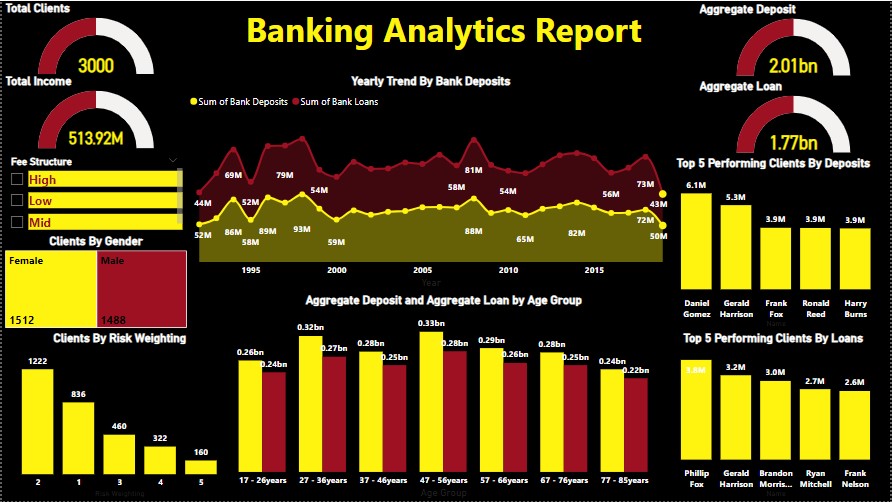 Banking Analytics Report
Total Clients
3000
Total Income
513.92M
Fee Structure
High
Low
Mid
Clients By Gender
Female
Male
1512
1488
Clients By Risk Weighting
1222
836
460
322
160
2 1 3 4 5
Risk Weighting
Yearly Trend By Bank Deposits
Sum of Bank Deposits Sum of Bank Loans
44M 69M 52M 79M 54M 58M 81M 54M 56M 73M 43M
52M 86M 58M 89M 93M 59M 88M 65M 82M 72M 50M
1995 2000 2005 2010 2015
Year
Aggregate Deposit and Aggregate Loan by Age Group
0.26bn 0.24bn 0.32bn 0.27bn 0.28bn 0.25bn 0.33bn 0.28bn 0.29bn 0.26bn 0.28bn 0.25bn 0.24bn 0.22bn
17 - 26years 27 - 36years 37 - 46years 47 - 56years 57 - 66years 67 - 76years 77 - 85years
Age Group
Aggregate Deposit
2.01bn
Aggregate Loan
1.77bn
Top 5 Performing Clients By Deposits
6.1M 5.3M 3.9M 3.9M 3.9M
Daniel Gerald Frank Ronald Harry
Gomez Harrison Fox Reed Burns
Name
Top 5 Performing Clients By Loans
3.2M 3.0M 2.7M 2.6M
Phillip Gerald Brandon Ryan Frank
Fox Harrison Morris... Mitchell Nelson
Name